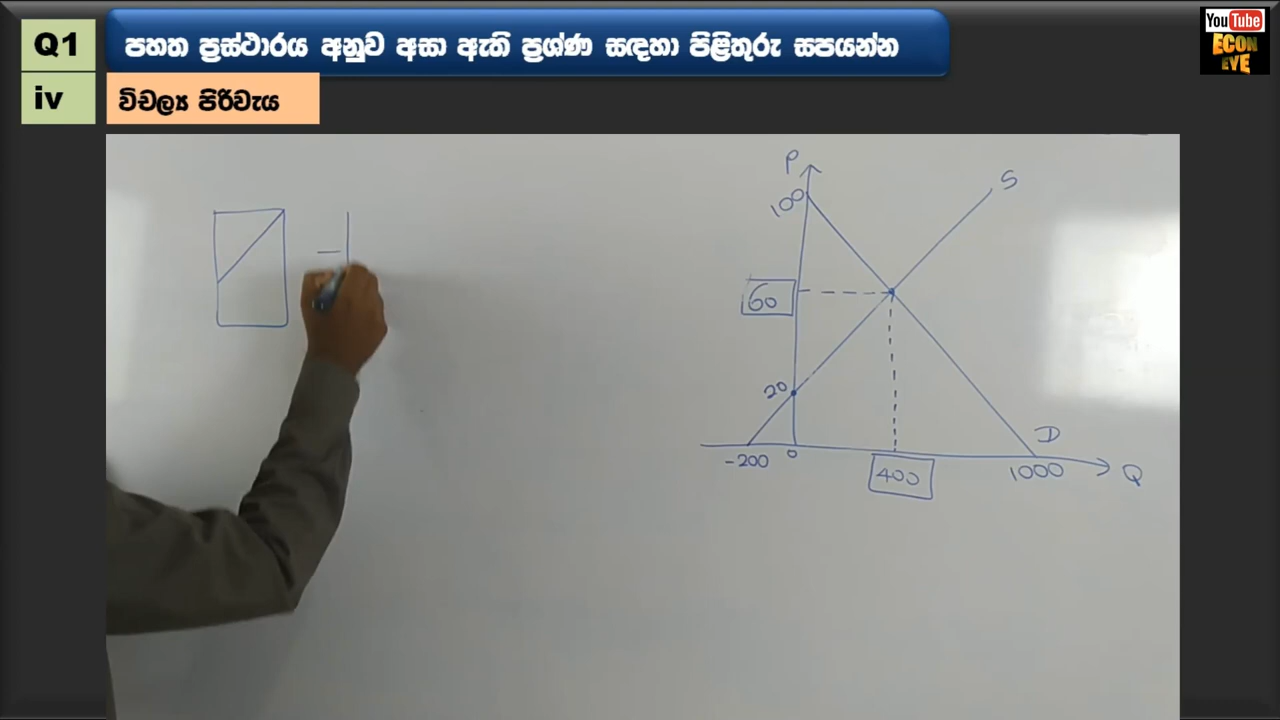 Q1
පහත ප්‍රස්ථාරය අනුව අසා ඇති ප්‍රශ්ණ සඳහා පිළිතුරු සපයන්න
YouTube
ECON
EYE
iv
විචල්‍ය පිරිවැය
P
S
100
60
20
D
-200
0
400
1000
Q